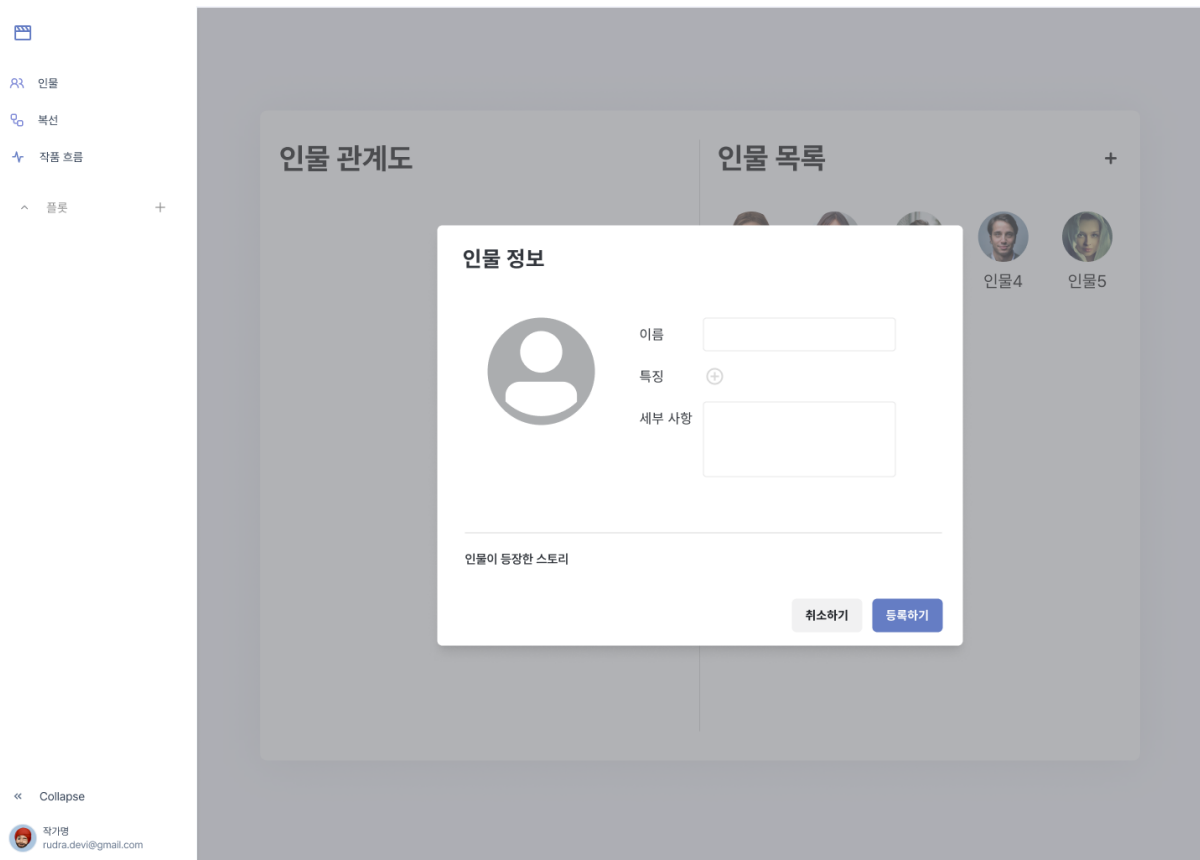 인물
복선
작품 흐름
플롯
Collapse
작가명
rudra.devi@gmail.com
인물 관계도
인물 목록
인물4
인물5
인물 정보
이름
특징
세부 사항
인물이 등장한 스토리
취소하기
등록하기